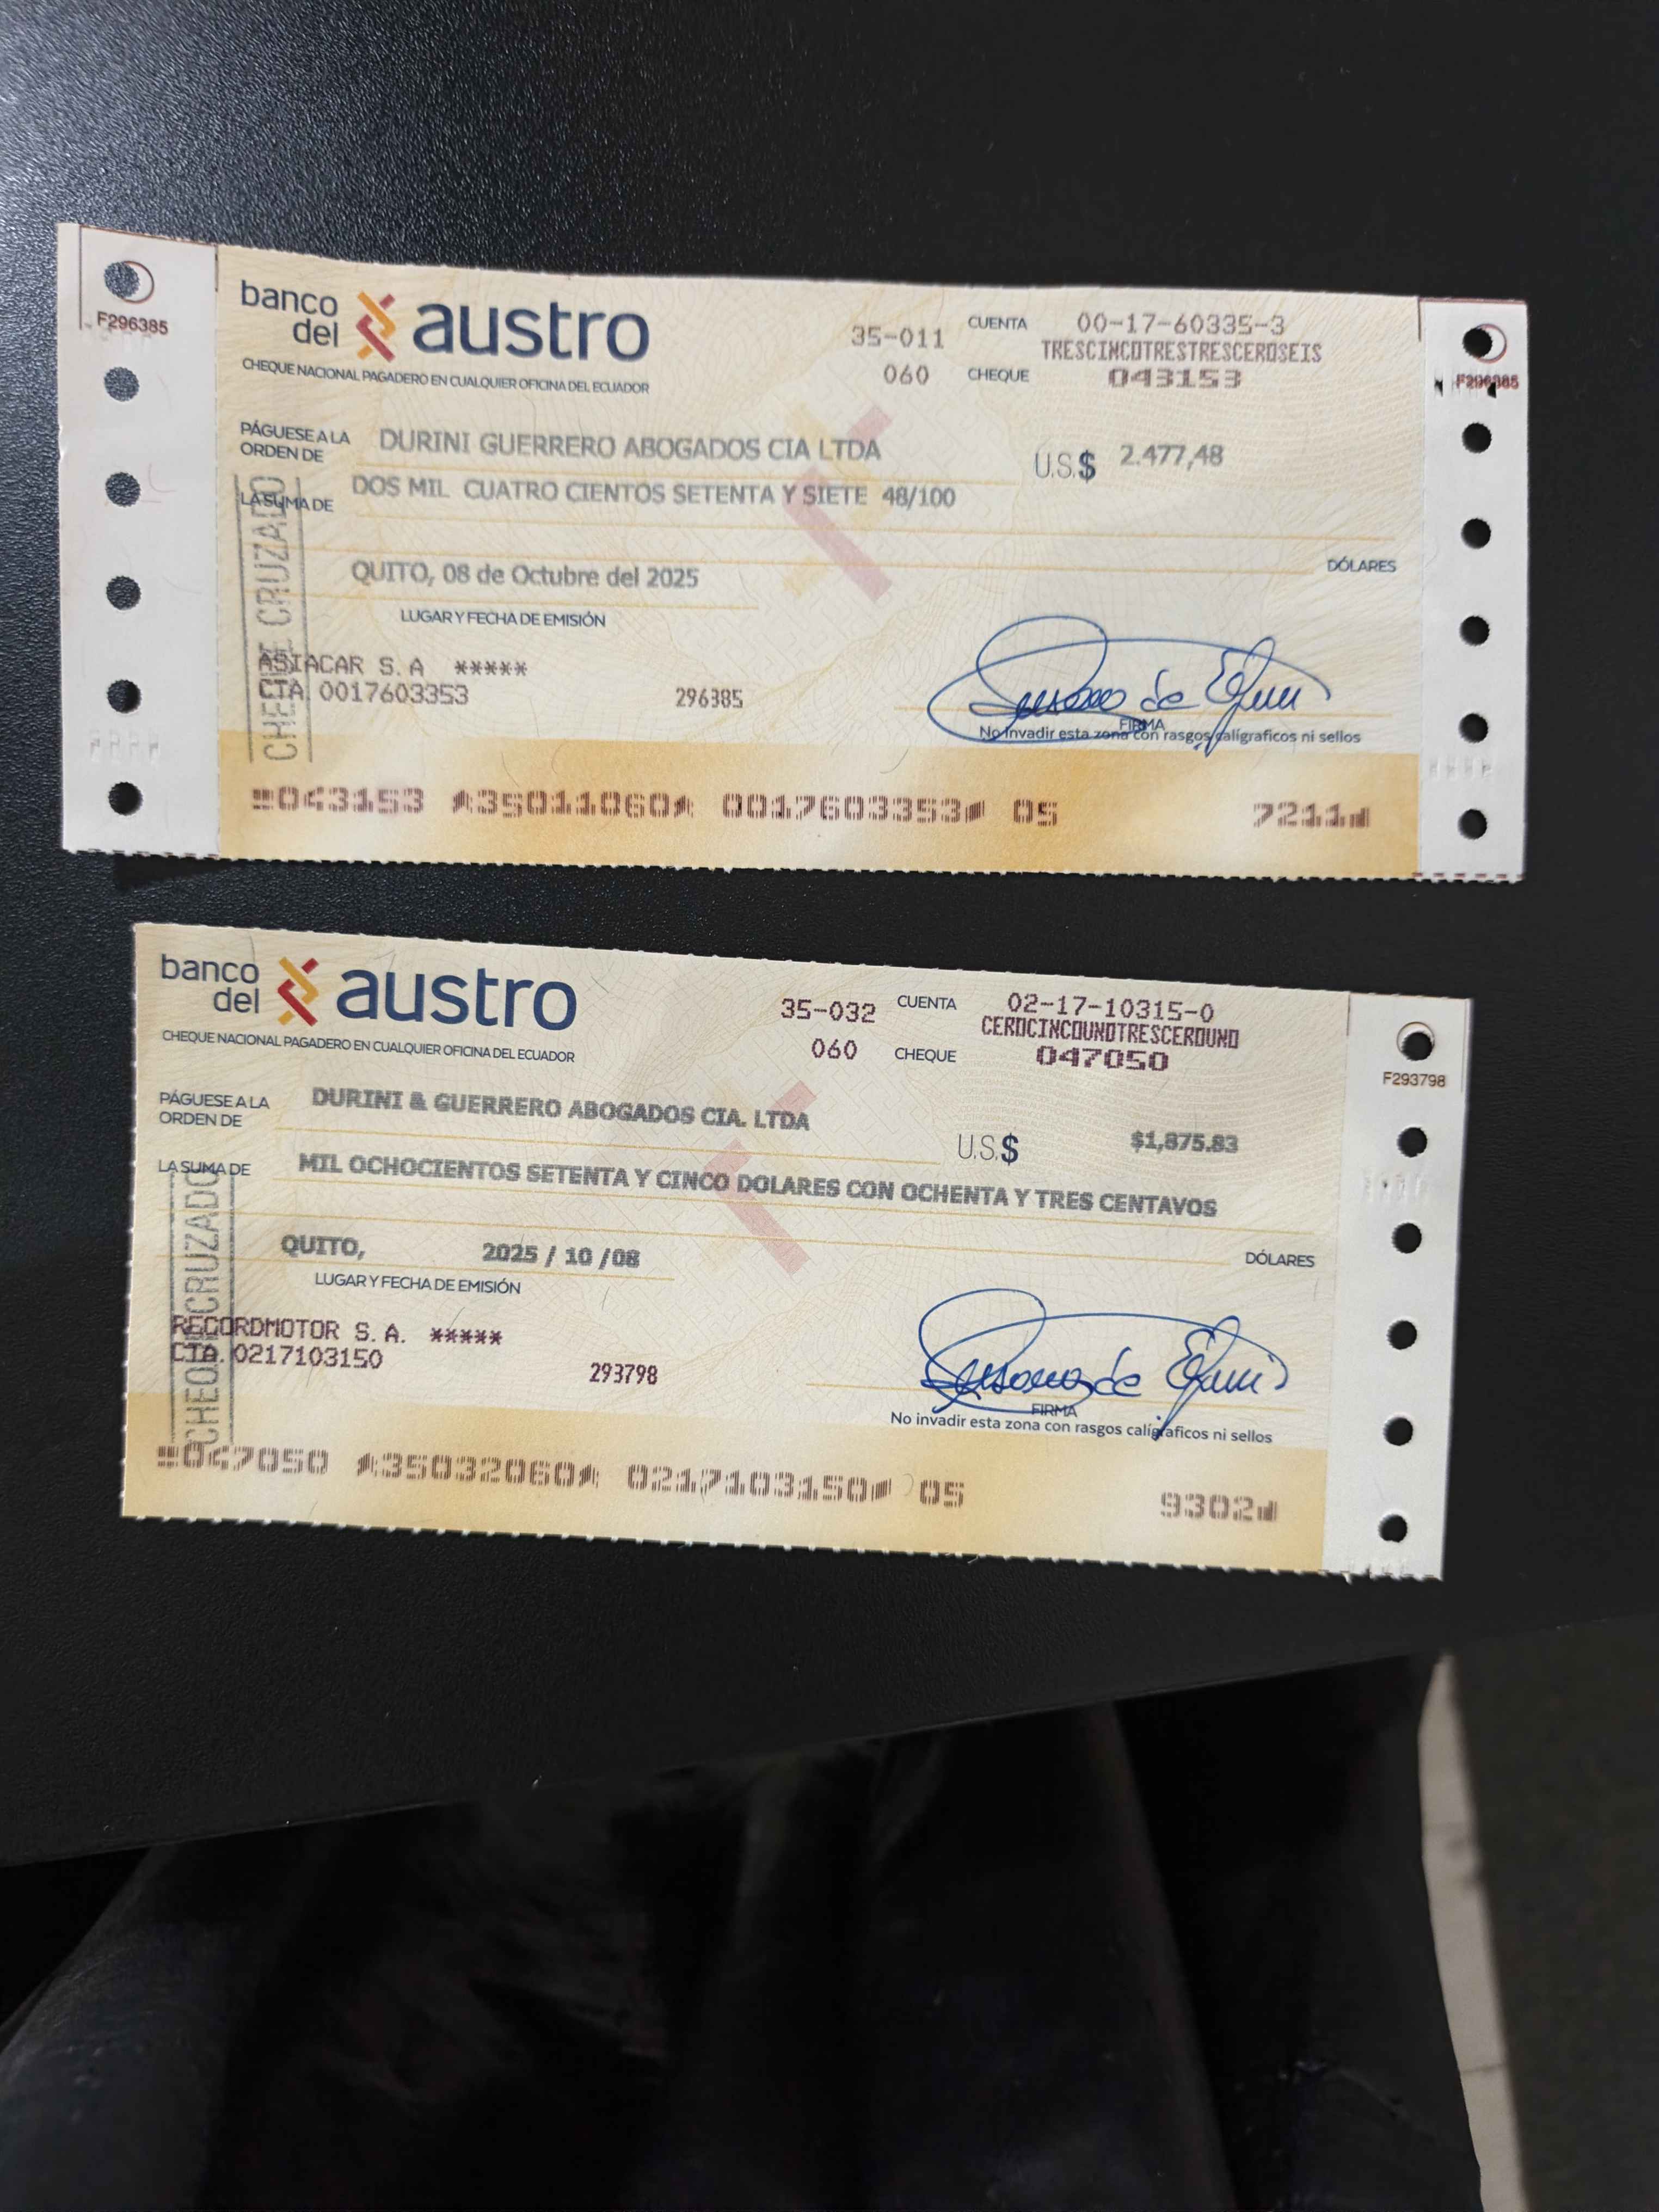 F296385
banco
del austro
CHEQUE NACIONAL PAGADERO EN CUALQUIER OFICINA DEL ECUADOR
35-011 CUENTA 00-17-60335-3
TRESCINCOTRESTRESCEROSEIS
060 CHEQUE 043153
F296385
PÁGUESE A LA
ORDEN DE DURINI GUERRERO ABOGADOS CIA LTDA U.S.$ 2.477,48
LA SUMA DE DOS MIL CUATRO CIENTOS SETENTA Y SIETE 48/100
DÓLARES
QUITO, 08 de Octubre del 2025
LUGAR Y FECHA DE EMISIÓN
CHEQUE CRUZADO
ASIACAR S.A *****
CTA 0017603353 296385
FIRMA
No invadir esta zona con rasgos calígraficos ni sellos
043153 35011060 0017603353 05 7211
banco
del austro
CHEQUE NACIONAL PAGADERO EN CUALQUIER OFICINA DEL ECUADOR
35-032 CUENTA 02-17-10315-0
CEROCINCOUNOTRESCEROUNO
060 CHEQUE 047050
F293798
PÁGUESE A LA
ORDEN DE DURINI & GUERRERO ABOGADOS CIA. LTDA U.S.$ $1,875.83
LA SUMA DE MIL OCHOCIENTOS SETENTA Y CINCO DOLARES CON OCHENTA Y TRES CENTAVOS
DÓLARES
QUITO, 2025 / 10 /08
LUGAR Y FECHA DE EMISIÓN
CHEQUE CRUZADO
RECORDMOTOR S.A. *****
CTA. 0217103150 293798
FIRMA
No invadir esta zona con rasgos calígraficos ni sellos
047050 35032060 0217103150 05 9302